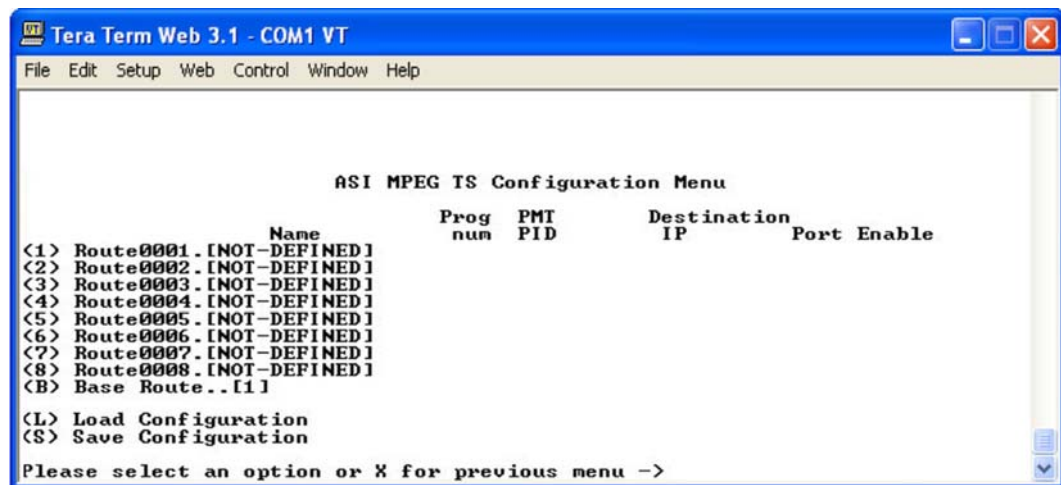 Tera Term Web 3.1 - COM1 VT
File Edit Setup Web Control Window Help
ASI MPEG TS Configuration Menu
Prog PMT Destination
Name num PID IP Port Enable
(1) Route0001.[NOT-DEFINED]
(2) Route0002.[NOT-DEFINED]
(3) Route0003.[NOT-DEFINED]
(4) Route0004.[NOT-DEFINED]
(5) Route0005.[NOT-DEFINED]
(6) Route0006.[NOT-DEFINED]
(7) Route0007.[NOT-DEFINED]
(8) Route0008.[NOT-DEFINED]
(B) Base Route..[1]
(L) Load Configuration
(S) Save Configuration
Please select an option or X for previous menu ->